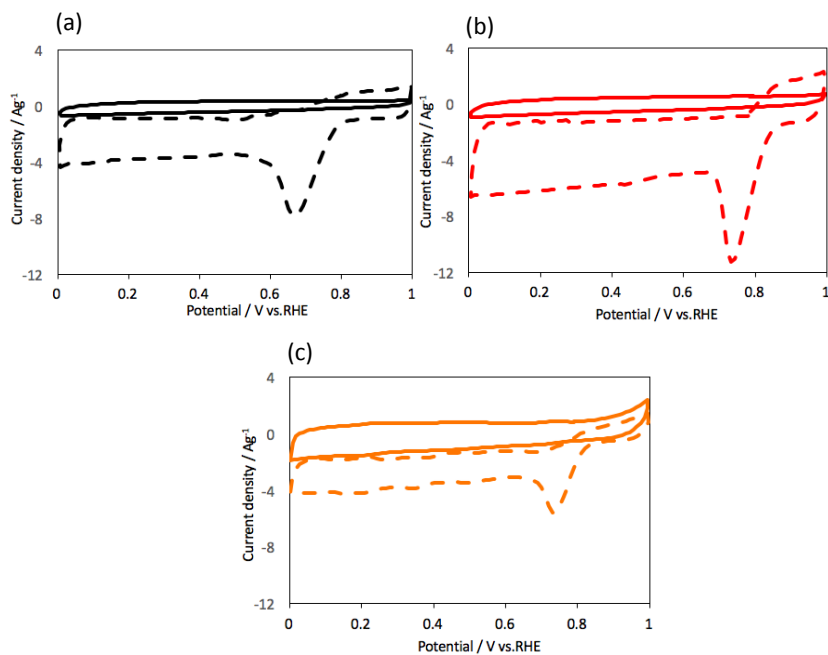 (a)
4
0
-4
-8
-12
Current density / Ag⁻¹
0 0.2 0.4 0.6 0.8 1
Potential / V vs.RHE
(b)
4
0
-4
-8
-12
Current density / Ag⁻¹
0 0.2 0.4 0.6 0.8 1
Potential / V vs.RHE
(c)
4
0
-4
-8
-12
Current density / Ag⁻¹
0 0.2 0.4 0.6 0.8 1
Potential / V vs.RHE